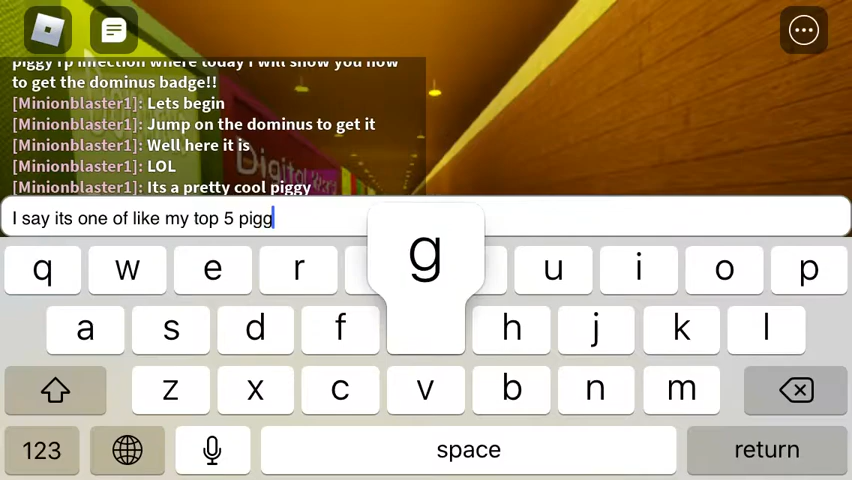 piggy rp infection where today I will show you how
to get the dominus badge!!
[Minionblaster1]: Lets begin
[Minionblaster1]: Jump on the dominus to get it
[Minionblaster1]: Well here it is
[Minionblaster1]: LOL
[Minionblaster1]: Its a pretty cool piggy
Digital
I say its one of like my top 5 pigg
g
q w e r u i o p
a s d f h j k l
z x c v b n m
123 space return